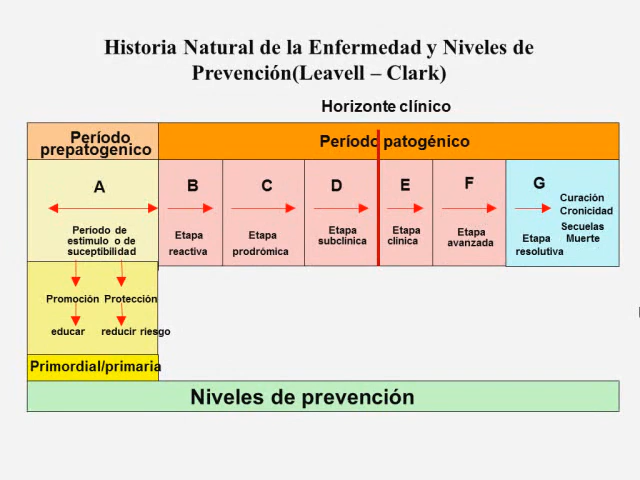 Historia Natural de la Enfermedad y Niveles de
Prevención(Leavell – Clark)
Horizonte clínico
Período
prepatogenico
Período patogénico
A
Período de
estimulo o de
suceptibilidad
B
Etapa
reactiva
C
Etapa
prodrómica
D
Etapa
subclínica
E
Etapa
clínica
F
Etapa
avanzada
G
Etapa
resolutiva
Curación
Cronicidad
Secuelas
Muerte
Promoción Protección
educar reducir riesgo
Primordial/primaria
Niveles de prevención